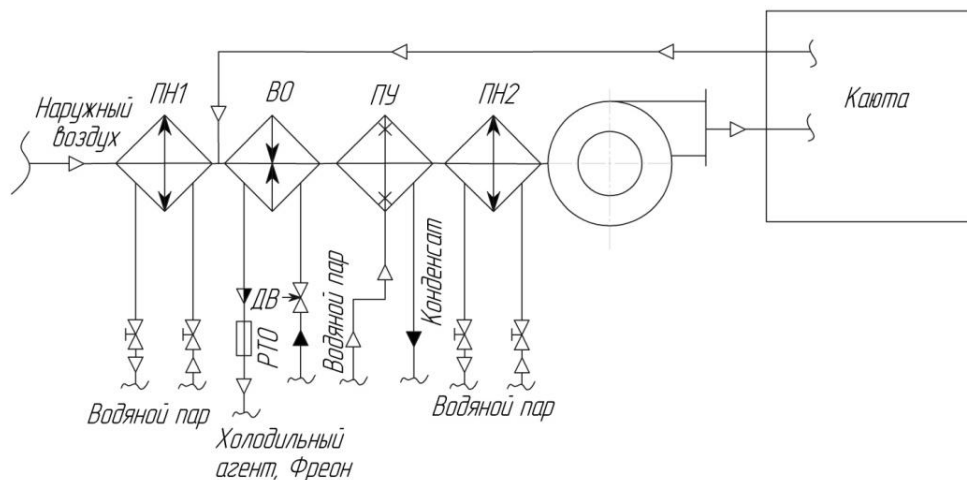 Наружный
воздух
ПН1
ВО
ПУ
ПН2
Каюта
ДВ
РТО
Водяной пар
Конденсат
Водяной пар
Холодильный
агент, Фреон
Водяной пар